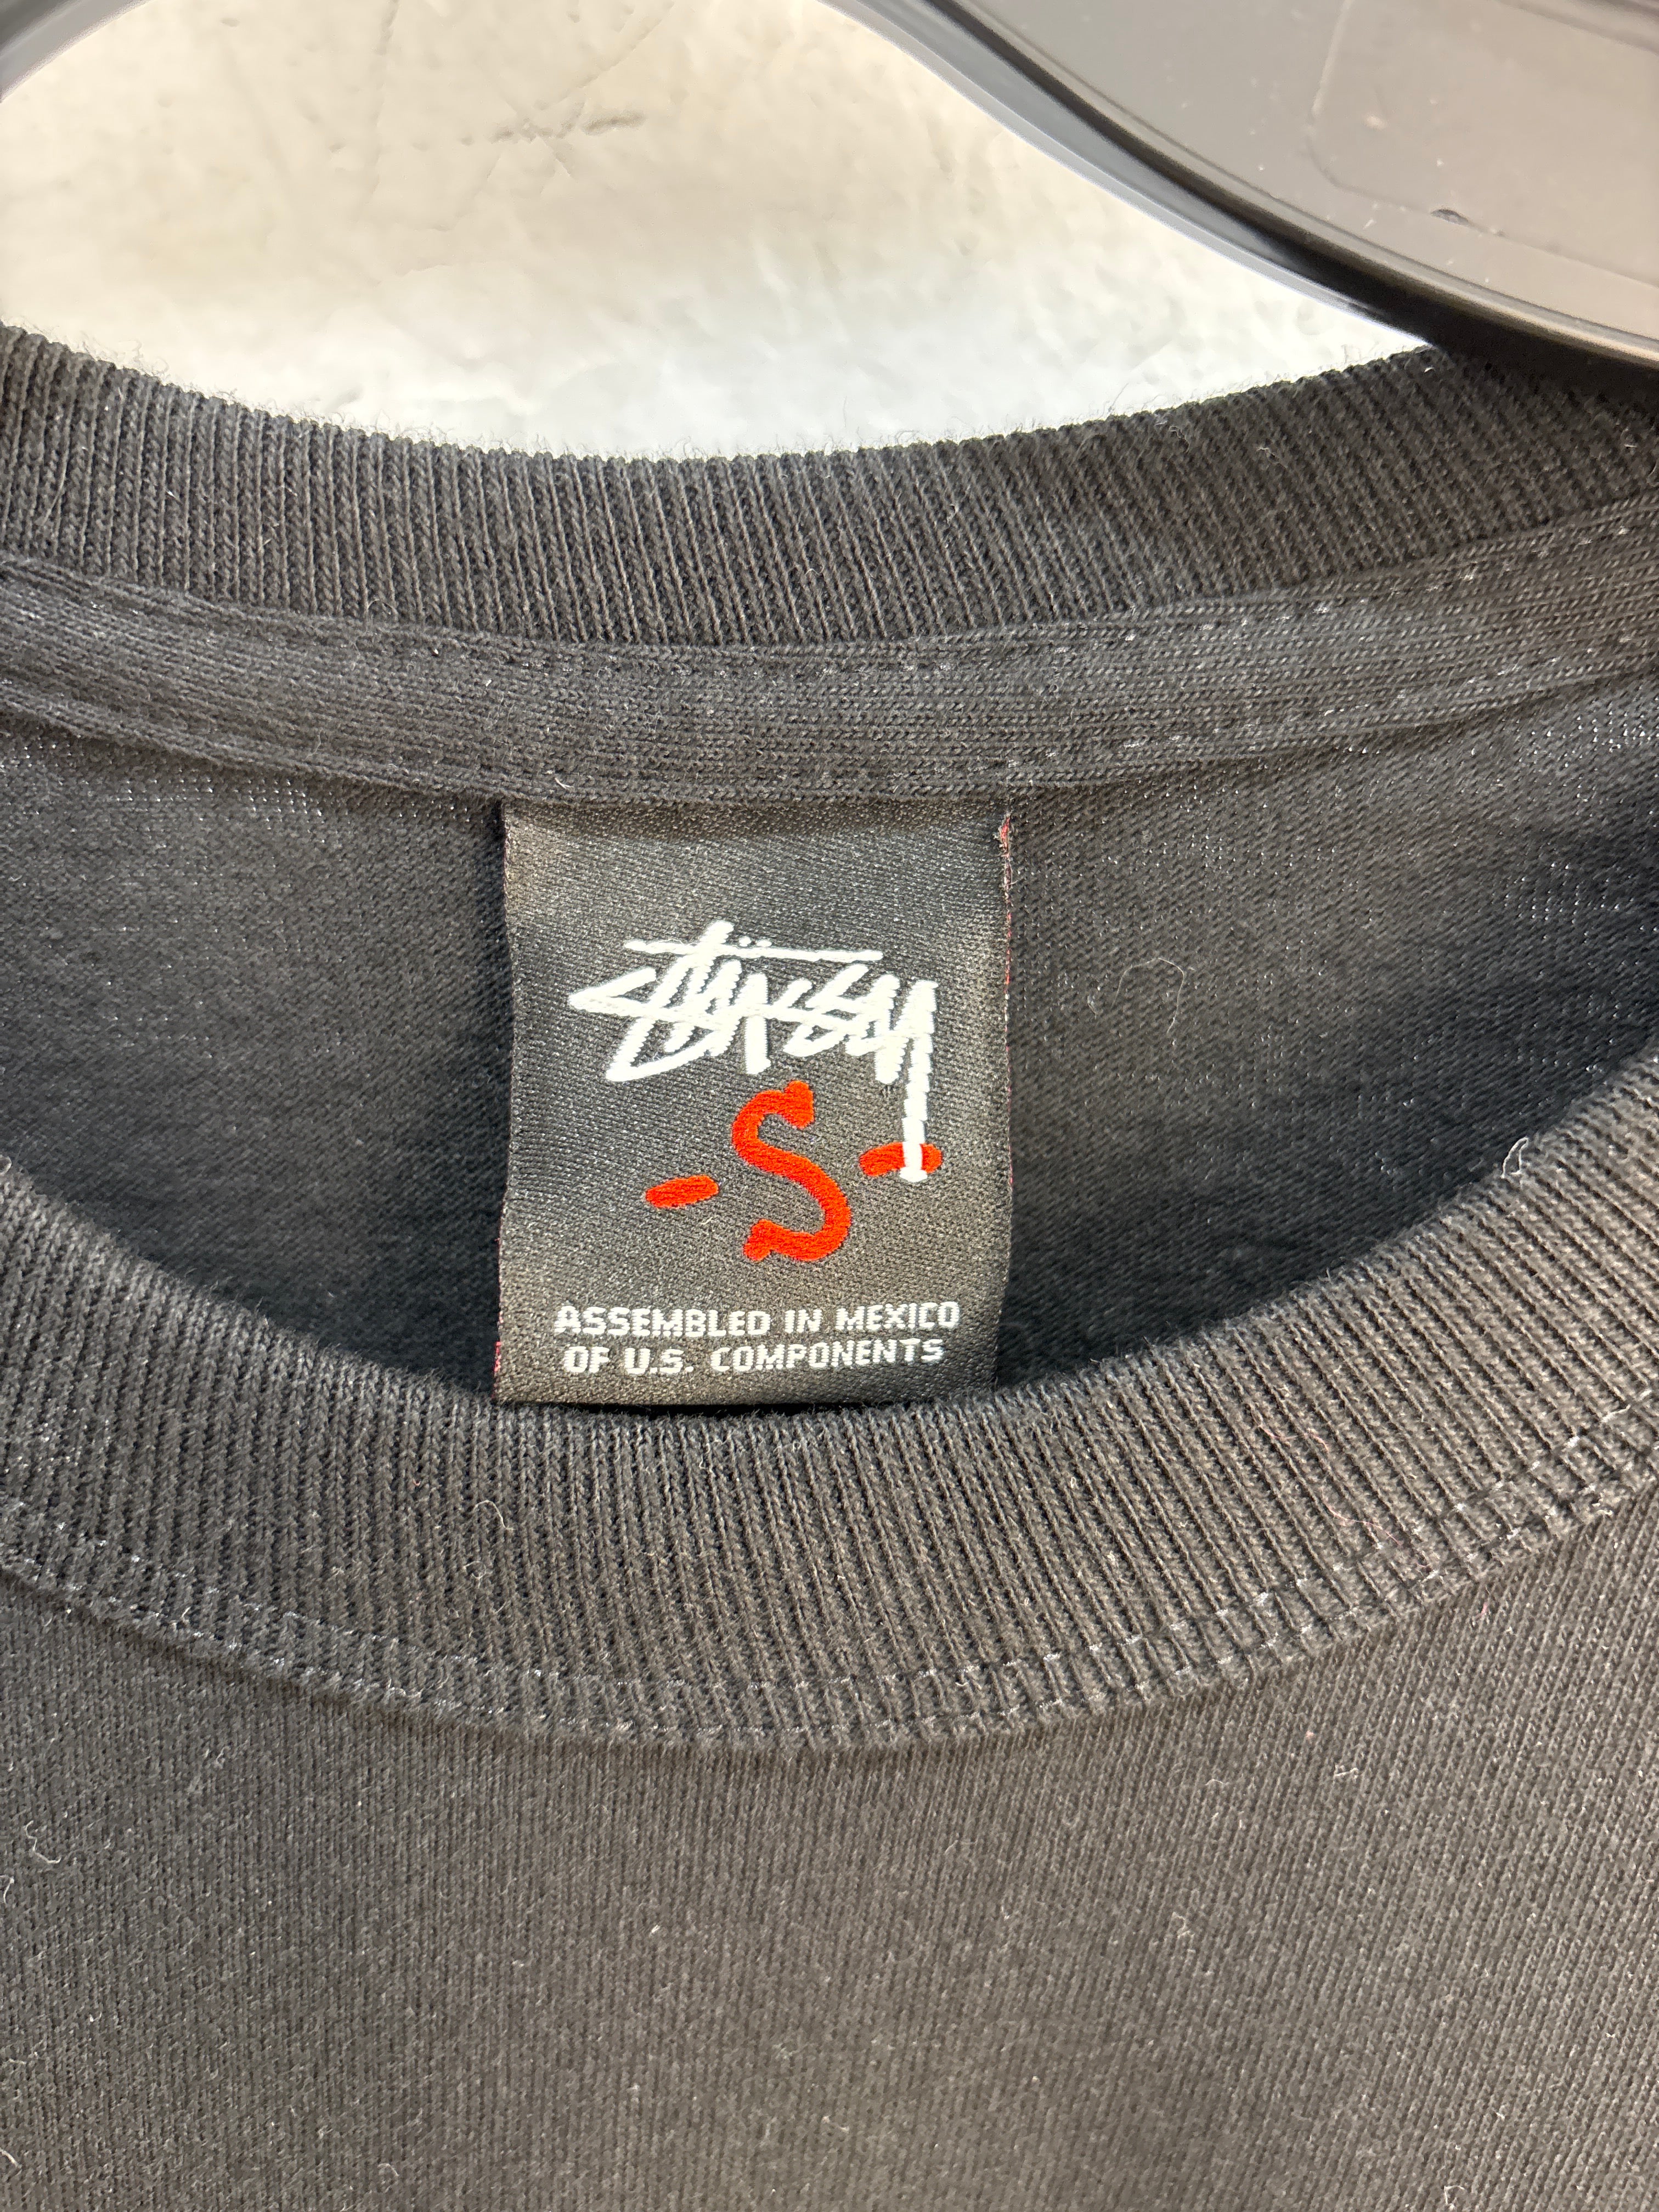 Stüssy
-S-
ASSEMBLED IN MEXICO
OF U.S. COMPONENTS